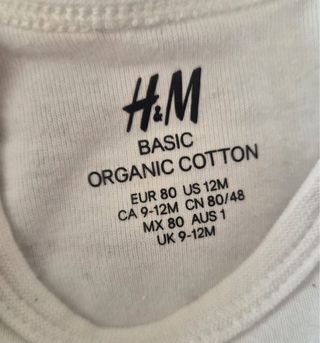 H&M
BASIC
ORGANIC COTTON
EUR 80 US 12M
CA 9-12M CN 80/48
MX 80 AUS 1
UK 9-12M